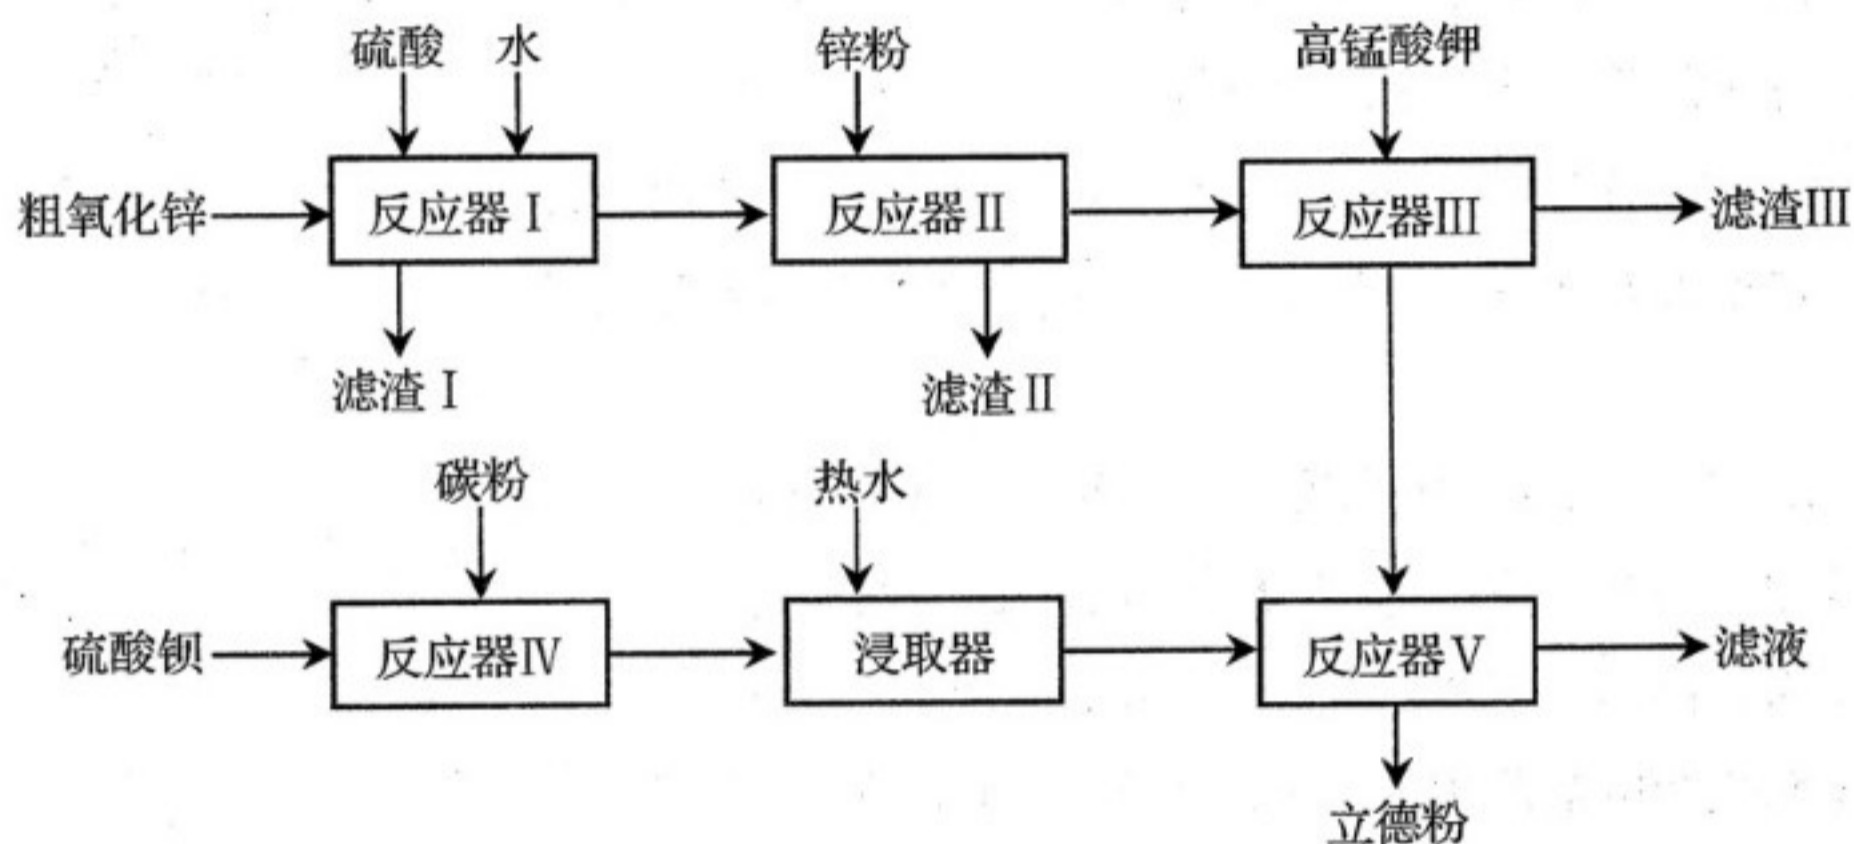 硫酸 水 锌粉 高锰酸钾
粗氧化锌 反应器Ⅰ 反应器Ⅱ 反应器Ⅲ 滤渣Ⅲ
滤渣Ⅰ 滤渣Ⅱ
碳粉 热水
硫酸钡 反应器Ⅳ 浸取器 反应器Ⅴ 滤液
立德粉